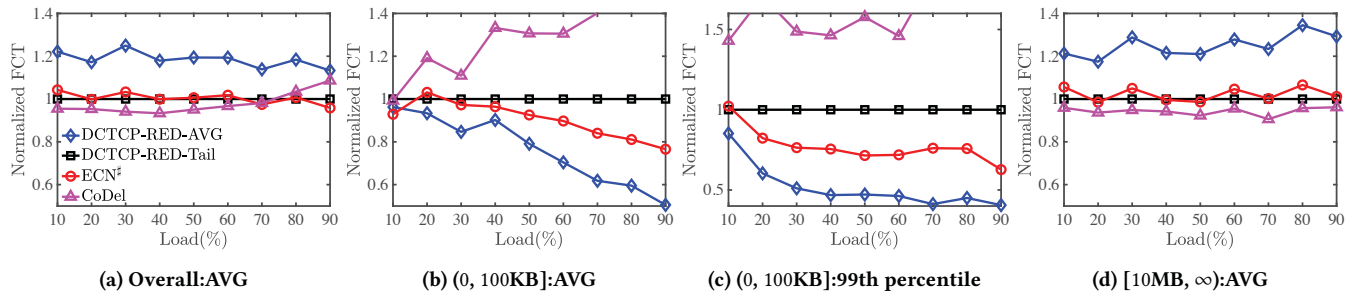 1.4
1.2
1
0.8
0.6
Normalized FCT
DCTCP-RED-AVG
DCTCP-RED-Tail
ECN♯
CoDel
10 20 30 40 50 60 70 80 90
Load(%)
(a) Overall:AVG
1.4
1.2
1
0.8
0.6
Normalized FCT
10 20 30 40 50 60 70 80 90
Load(%)
(b) (0, 100KB]:AVG
1.5
1
0.5
Normalized FCT
10 20 30 40 50 60 70 80 90
Load(%)
(c) (0, 100KB]:99th percentile
1.4
1.2
1
0.8
0.6
Normalized FCT
10 20 30 40 50 60 70 80 90
Load(%)
(d) [10MB, ∞):AVG